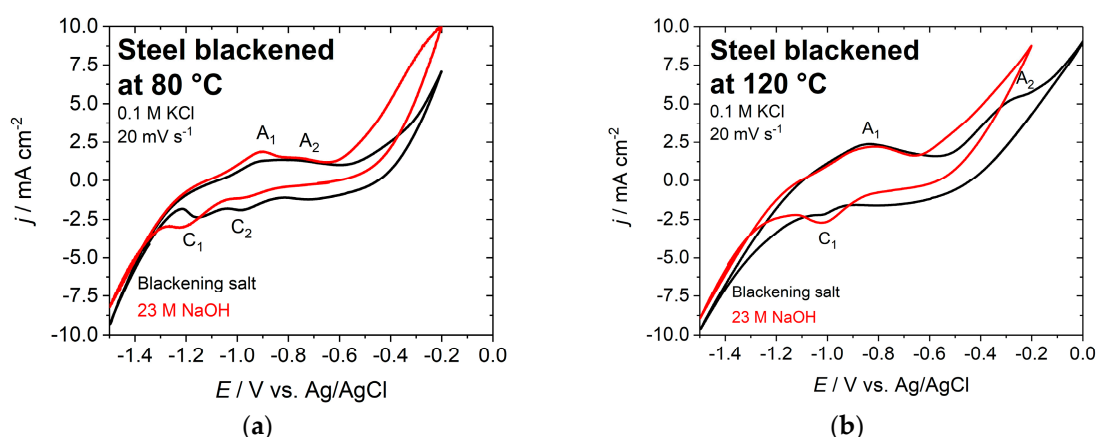 Steel blackened
at 80 °C
0.1 M KCl
20 mV s⁻¹
A₁
A₂
C₁
C₂
Blackening salt
23 M NaOH
10.0
7.5
5.0
2.5
0.0
-2.5
-5.0
-7.5
-10.0
j / mA cm⁻²
-1.4 -1.2 -1.0 -0.8 -0.6 -0.4 -0.2 0.0
E / V vs. Ag/AgCl
(a)
Steel blackened
at 120 °C
0.1 M KCl
20 mV s⁻¹
A₁
A₂
C₁
Blackening salt
23 M NaOH
10.0
7.5
5.0
2.5
0.0
-2.5
-5.0
-7.5
-10.0
j / mA cm⁻²
-1.4 -1.2 -1.0 -0.8 -0.6 -0.4 -0.2 0.0
E / V vs. Ag/AgCl
(b)